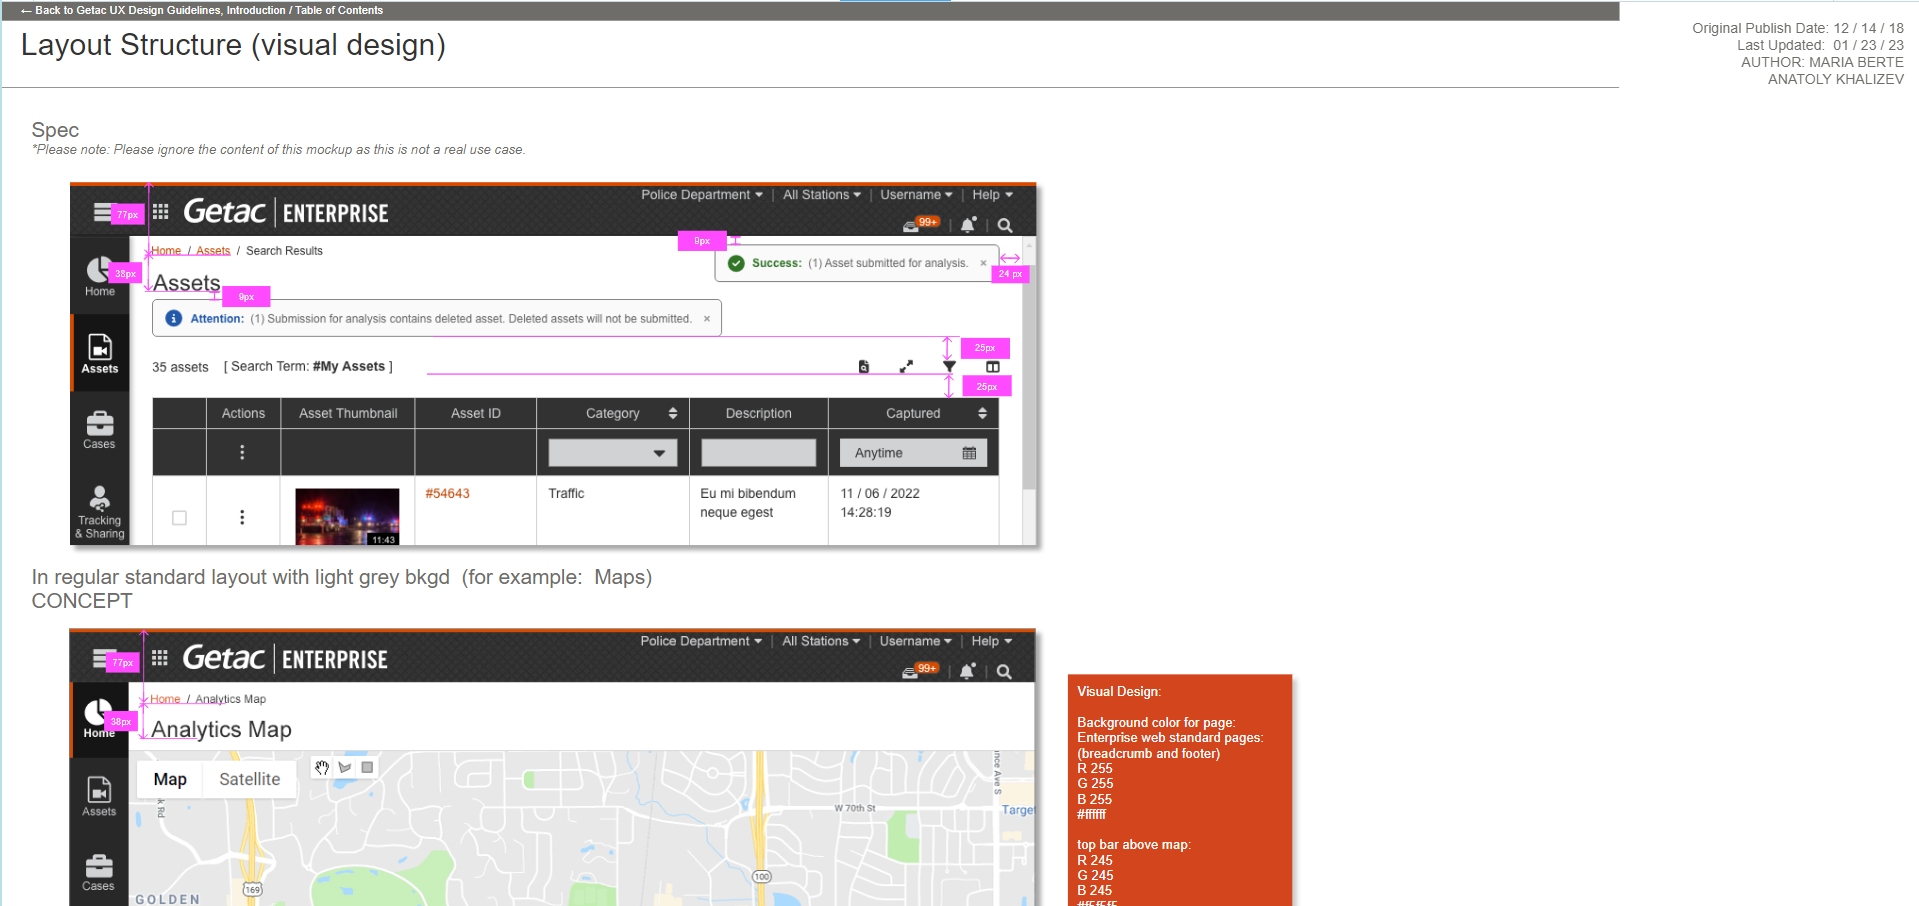 ← Back to Getac UX Design Guidelines, Introduction / Table of Contents
Layout Structure (visual design)
Original Publish Date: 12 / 14 / 18
Last Updated: 01 / 23 / 23
AUTHOR: MARIA BERTE
ANATOLY KHALIZEV
Spec
*Please note: Please ignore the content of this mockup as this is not a real use case.
Police Department | All Stations | Username | Help
77px
Getac ENTERPRISE
99+
Home / Assets / Search Results
9px
38px
Home
Assets
Success: (1) Asset submitted for analysis. ×
24 px
9px
Attention: (1) Submission for analysis contains deleted asset. Deleted assets will not be submitted. ×
25px
35 assets [ Search Term: #My Assets ]
25px
Assets
Actions Asset Thumbnail Asset ID Category Description Captured
Cases
Anytime
#54643 Traffic Eu mi bibendum neque egest 11 / 06 / 2022 14:28:19
11:43
Tracking
& Sharing
In regular standard layout with light grey bkgd (for example: Maps)
CONCEPT
Police Department | All Stations | Username | Help
77px
Getac ENTERPRISE
99+
Home / Analytics Map
38px
Home
Analytics Map
Map Satellite
Assets
W 70th St
Target
100
169
Cases
GOLDEN
Visual Design:
Background color for page:
Enterprise web standard pages:
(breadcrumb and footer)
R 255
G 255
B 255
#ffffff
top bar above map:
R 245
G 245
B 245
#f5f5f5